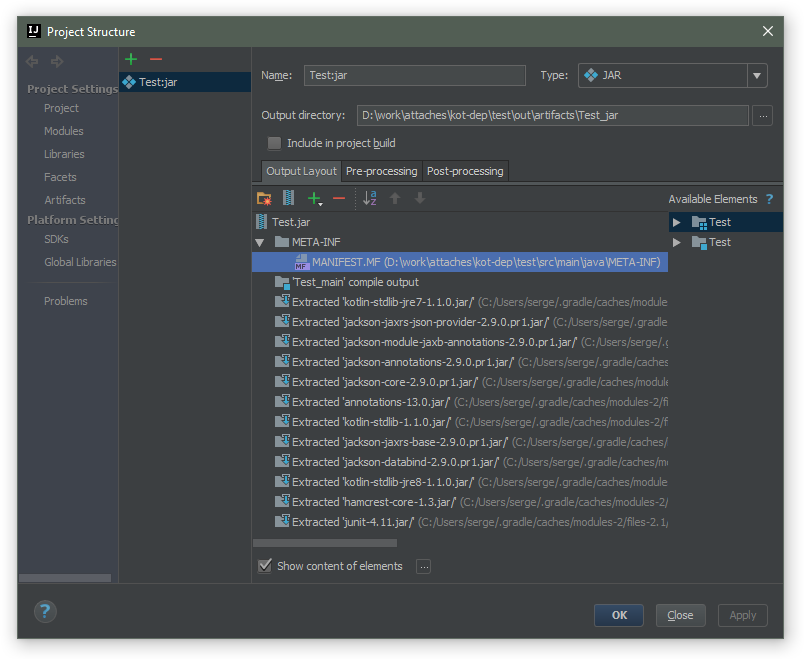 Project Structure
Project Settings
Project
Modules
Libraries
Facets
Artifacts
Platform Setting
SDKs
Global Libraries
Problems
Test:jar
Name: Test:jar Type: JAR
Output directory: D:\work\attaches\kot-dep\test\out\artifacts\Test_jar ...
Include in project build
Output Layout Pre-processing Post-processing
Available Elements ?
Test.jar
META-INF
MANIFEST.MF (D:\work\attaches\kot-dep\test\src\main\java\META-INF)
'Test_main' compile output
Extracted 'kotlin-stdlib-jre7-1.1.0.jar/' (C:/Users/serge/.gradle/caches/module
Extracted 'jackson-jaxrs-json-provider-2.9.0.pr1.jar/' (C:/Users/serge/.gradle
Extracted 'jackson-module-jaxb-annotations-2.9.0.pr1.jar/' (C:/Users/serge/.g
Extracted 'jackson-annotations-2.9.0.pr1.jar/' (C:/Users/serge/.gradle/caches
Extracted 'jackson-core-2.9.0.pr1.jar/' (C:/Users/serge/.gradle/caches/module
Extracted 'annotations-13.0.jar/' (C:/Users/serge/.gradle/caches/modules-2/fi
Extracted 'kotlin-stdlib-1.1.0.jar/' (C:/Users/serge/.gradle/caches/modules-2/
Extracted 'jackson-jaxrs-base-2.9.0.pr1.jar/' (C:/Users/serge/.gradle/caches/
Extracted 'jackson-databind-2.9.0.pr1.jar/' (C:/Users/serge/.gradle/caches/m
Extracted 'kotlin-stdlib-jre8-1.1.0.jar/' (C:/Users/serge/.gradle/caches/module
Extracted 'hamcrest-core-1.3.jar/' (C:/Users/serge/.gradle/caches/modules-2/
Extracted 'junit-4.11.jar/' (C:/Users/serge/.gradle/caches/modules-2/files-2.1/
Test
Test
Show content of elements ...
? OK Close Apply